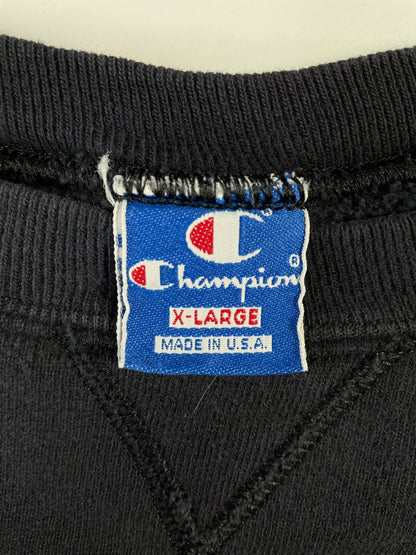 Champion®
X-LARGE
MADE IN U.S.A.